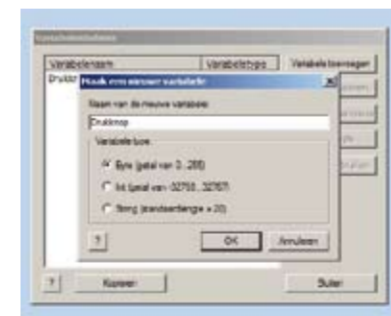 Variabelenaam Variabeletype Variabele toevoegen
Drukkn
Maak een nieuwe variabele
Naam van de nieuwe variabele:
Drukknop
Variabele type
Byte (getal van 0...255)
Int (getal van -32768...32767)
String (standaardlengte = 20)
? OK Annuleren
? Kopieer Sluiten